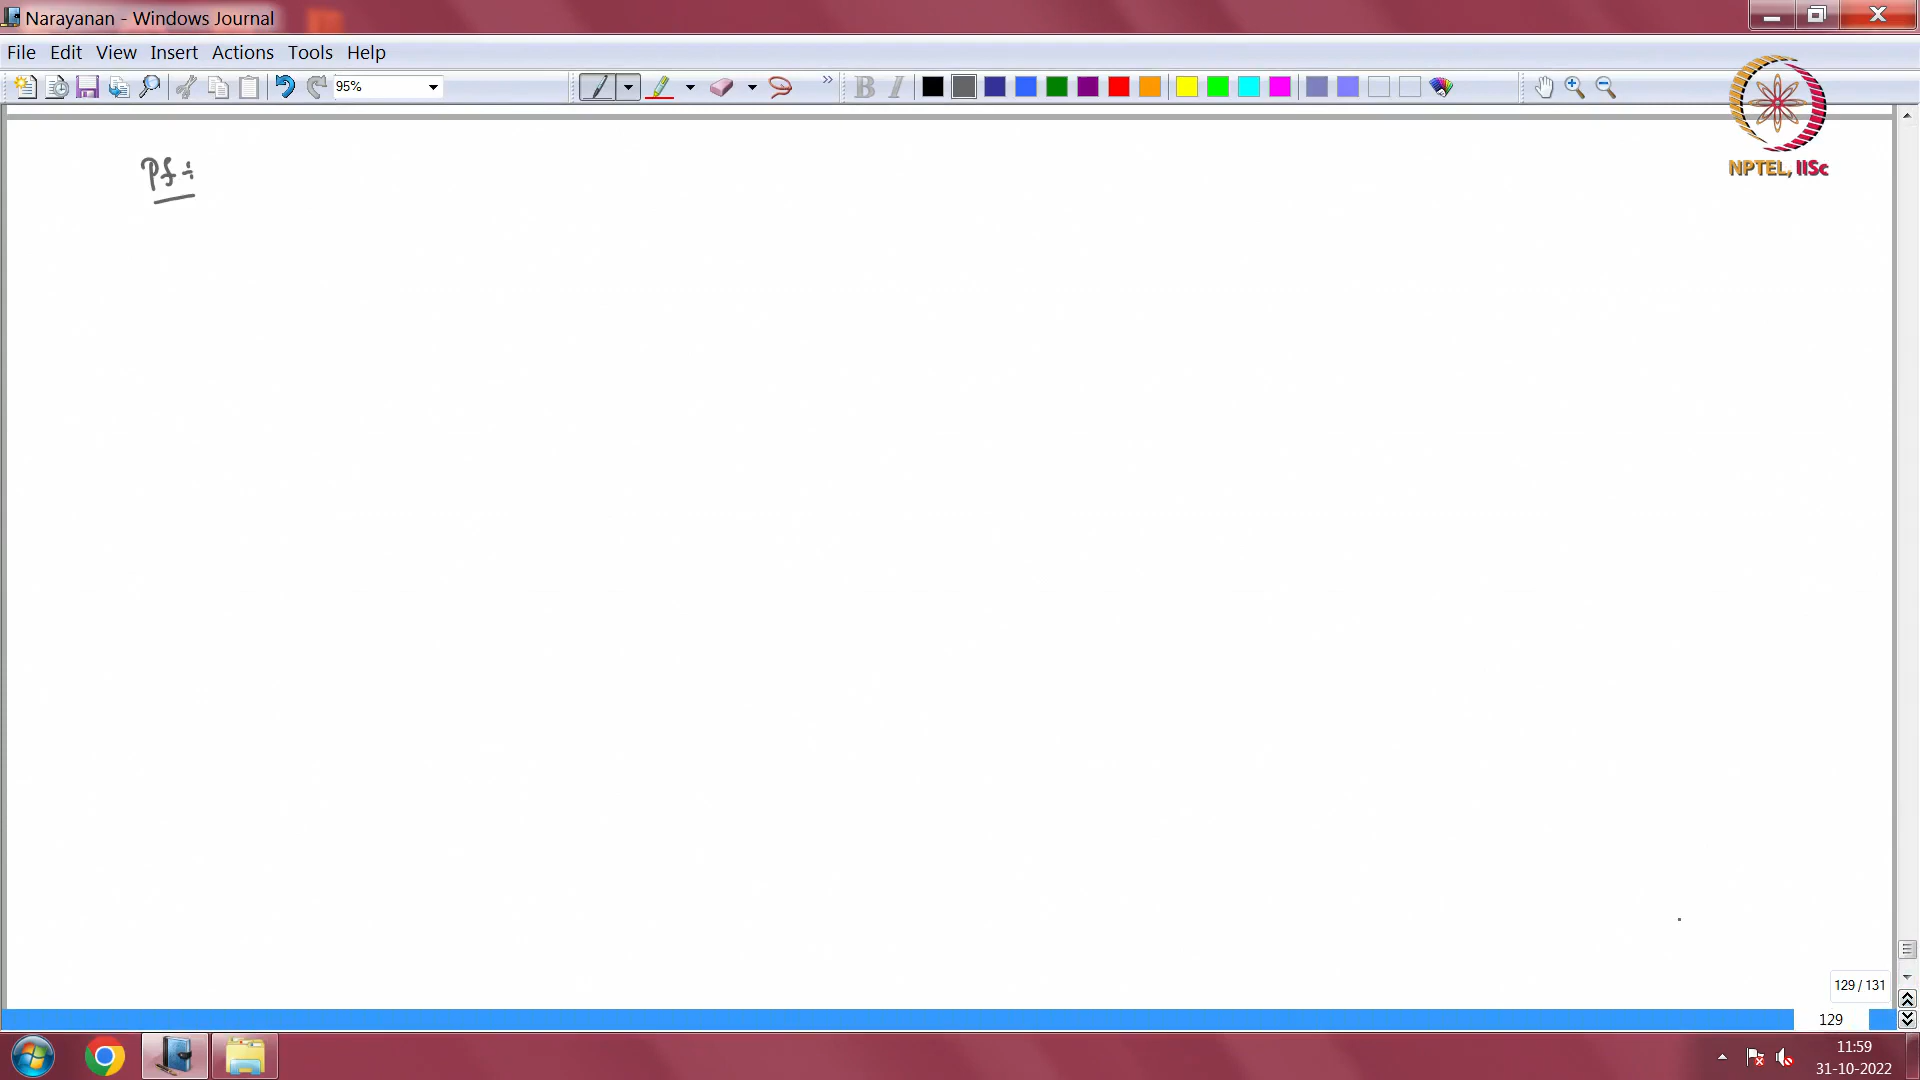 Narayanan - Windows Journal
File Edit View Insert Actions Tools Help
95%
B I
NPTEL, IISc
Pf :
129 / 131
129
11:59
31-10-2022